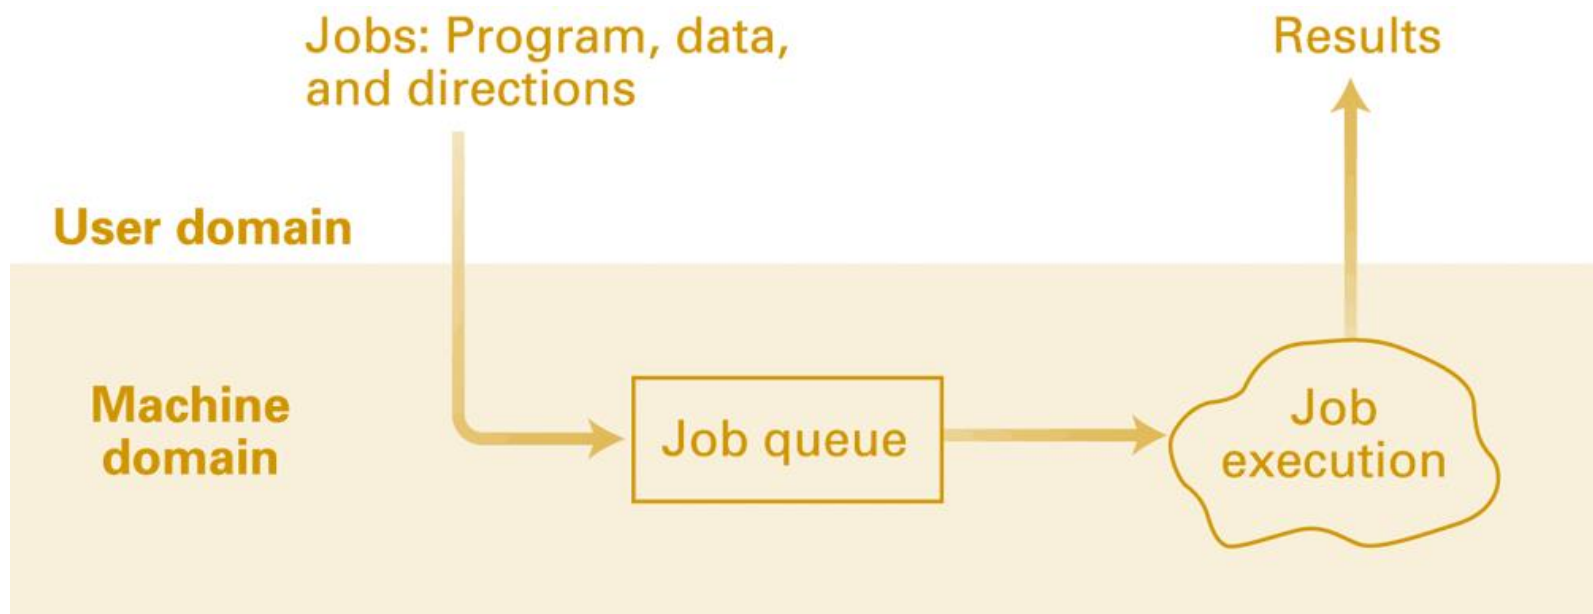 Jobs: Program, data,
and directions
Results
User domain
Machine
domain
Job queue
Job
execution